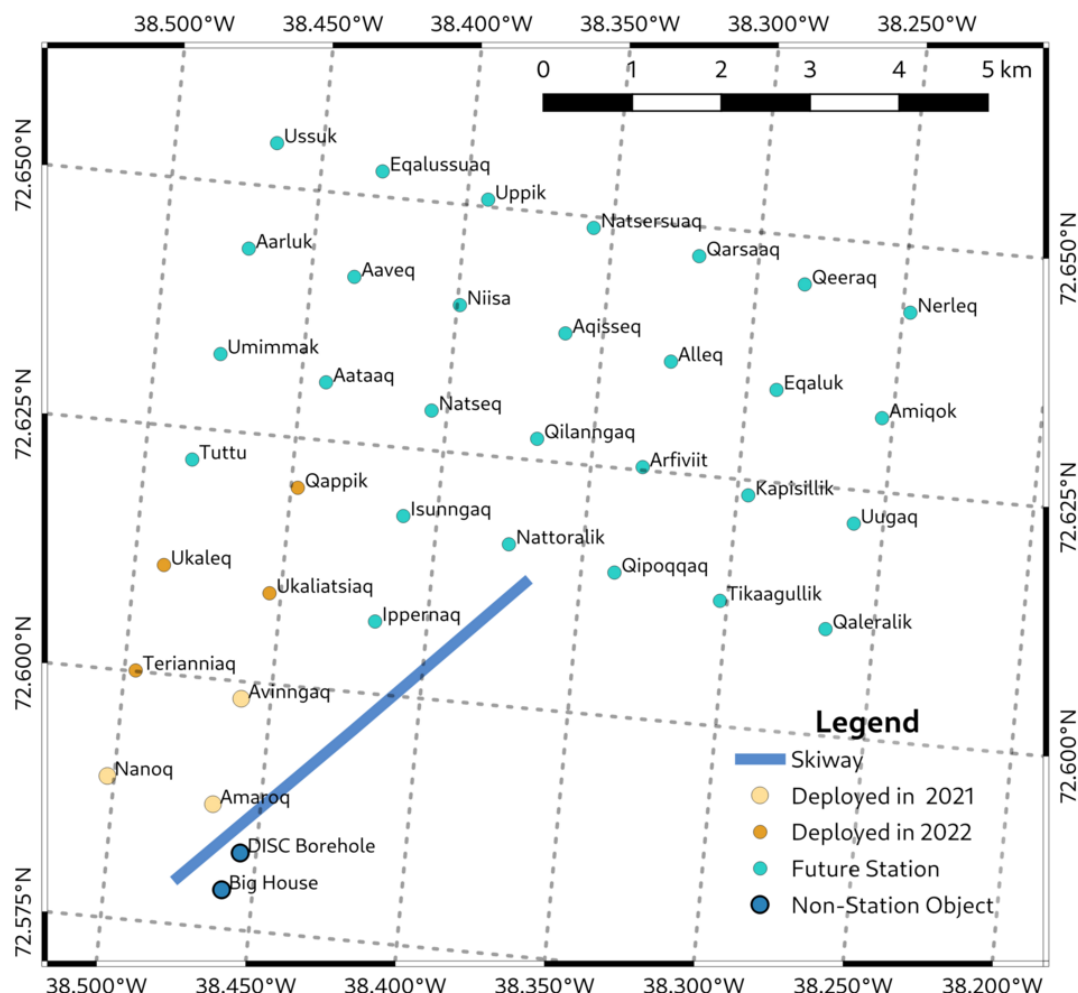 38.500°W 38.450°W 38.400°W 38.350°W 38.300°W 38.250°W
0 1 2 3 4 5 km
Ussuk
72.650°N
Eqalussuaq
Uppik
Natsersuaq
Aarluk
Qarsaaq
72.650°N
Aaveq
Qeeraq
Niisa
Nerleq
Aqisseq
Umimmak
Alleq
Aataaq
Eqaluk
Natseq
Amiqok
72.625°N
Qilanngaq
Tuttu
Arfiviit
Qappik
Kapisillik
72.625°N
Isunngaq
Uugaq
Nattoralik
Ukaleq
Qipoqqaq
Ukaliatsiaq
Tikaagullik
Ippernaq
Qaleralik
72.600°N
Terianniaq
Avinngaq
Legend
72.600°N
Skiway
Nanoq
Deployed in 2021
Amaroq
Deployed in 2022
DISC Borehole
Future Station
Big House
Non-Station Object
72.575°N
38.500°W 38.450°W 38.400°W 38.350°W 38.300°W 38.250°W 38.200°W